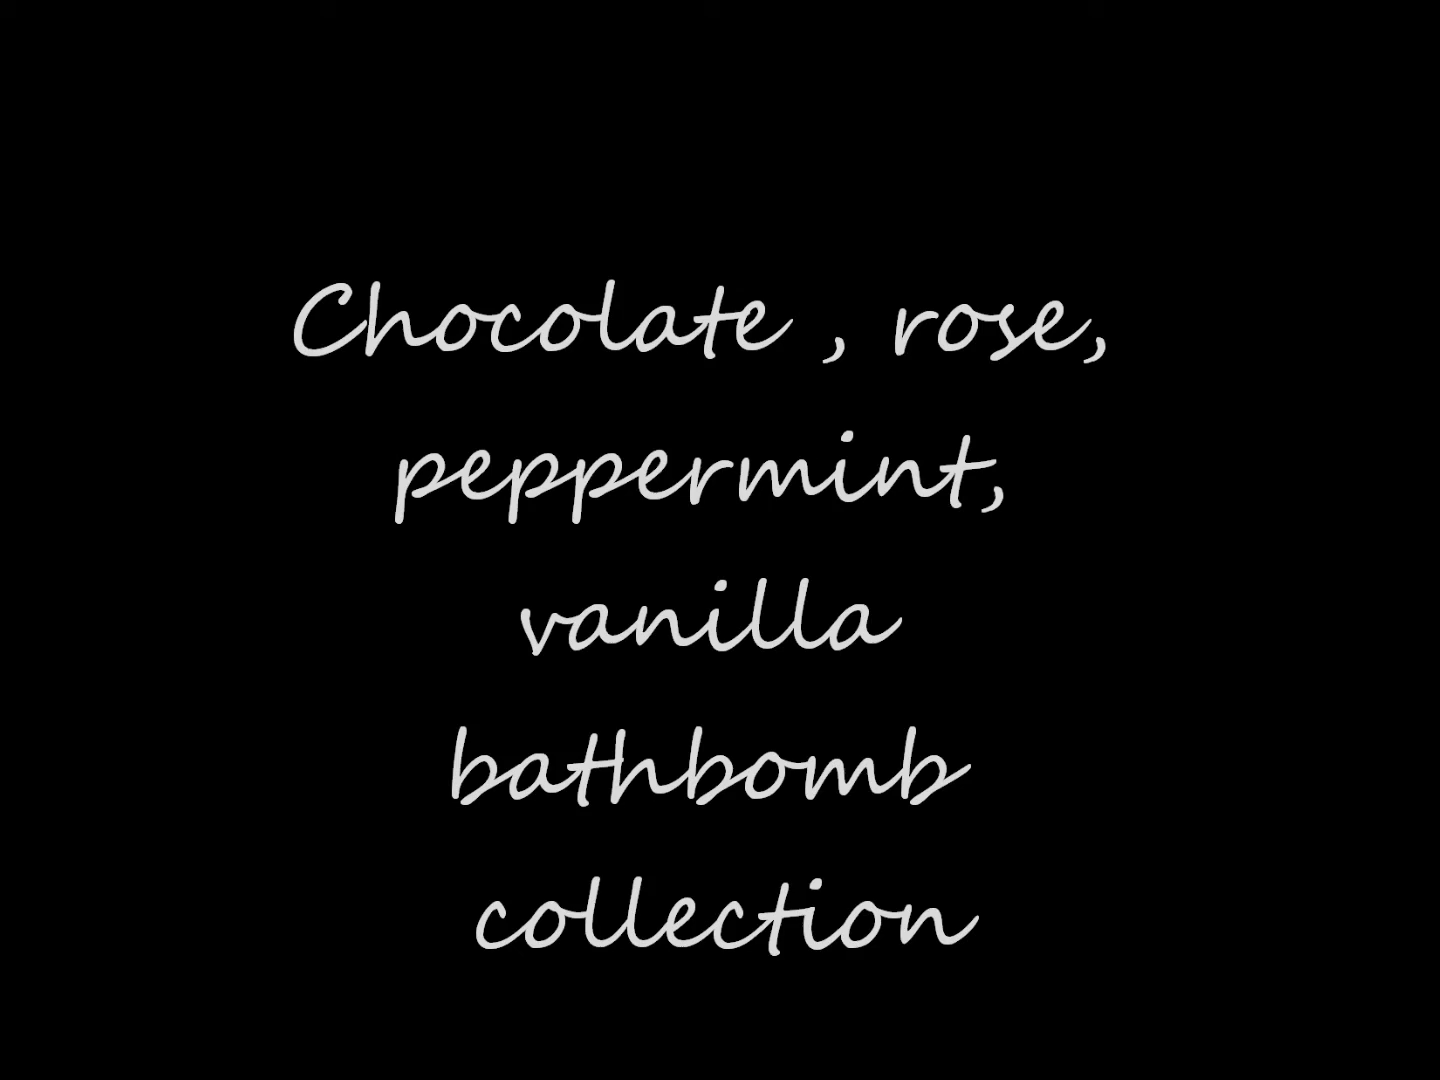 Chocolate , rose,
peppermint,
vanilla
bathbomb
collection